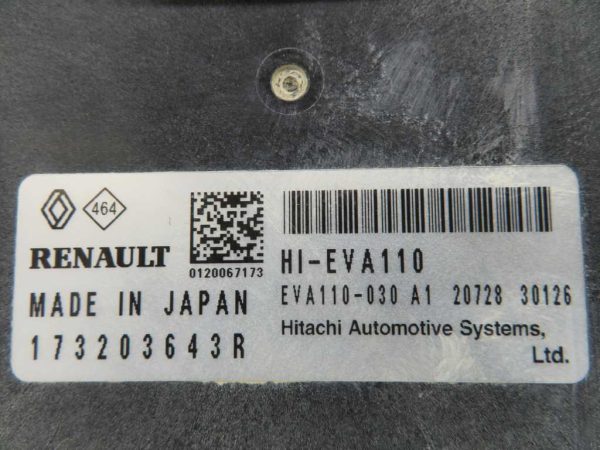 464
RENAULT
0120067173
MADE IN JAPAN
173203643R
HI-EVA110
EVA110-030 A1 20728 30126
Hitachi Automotive Systems,
Ltd.